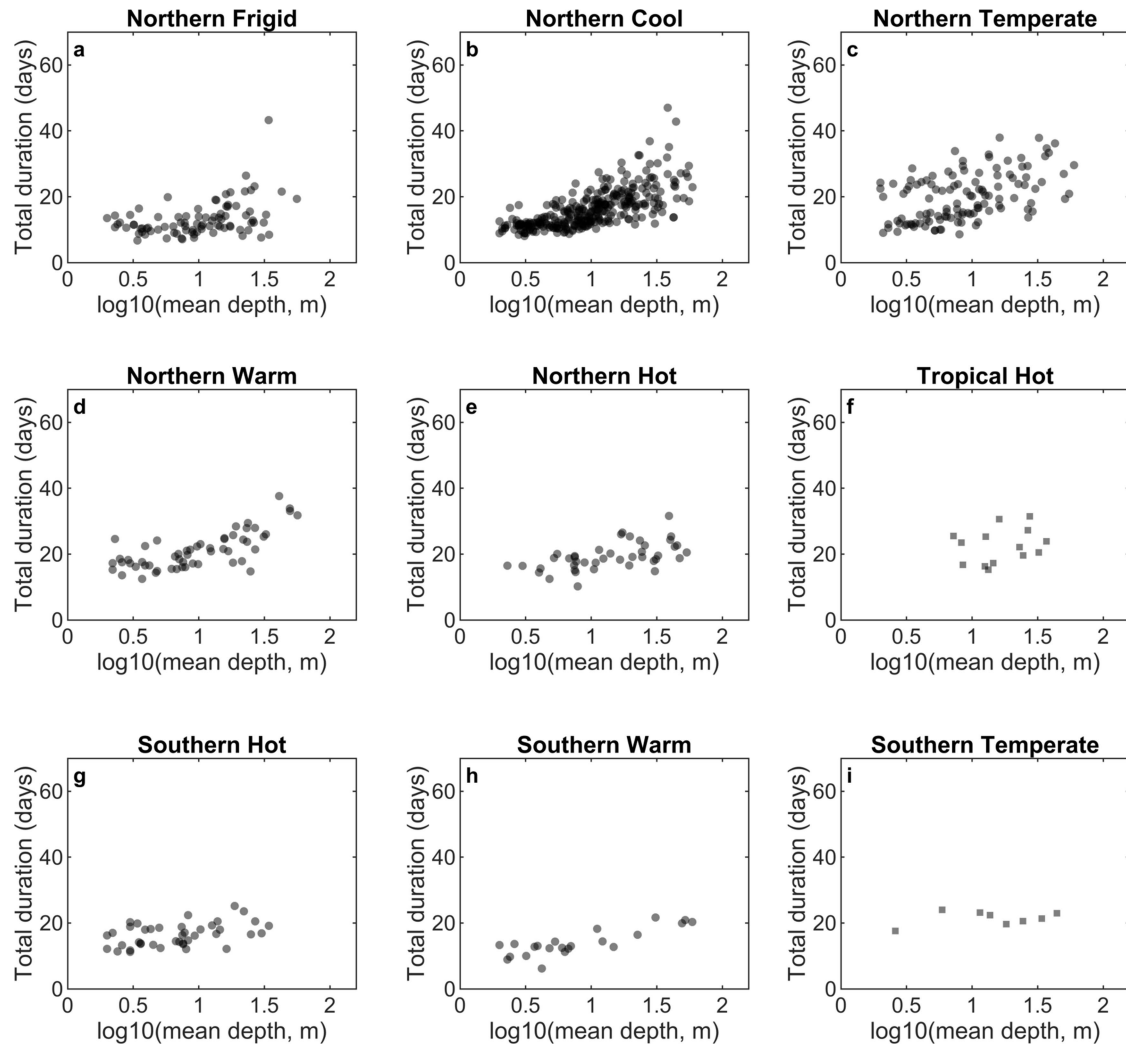 Northern Frigid
a
Total duration (days)
60
40
20
0
0 0.5 1 1.5 2
log10(mean depth, m)
Northern Cool
b
Total duration (days)
60
40
20
0
0 0.5 1 1.5 2
log10(mean depth, m)
Northern Temperate
c
Total duration (days)
60
40
20
0
0 0.5 1 1.5 2
log10(mean depth, m)
Northern Warm
d
Total duration (days)
60
40
20
0
0 0.5 1 1.5 2
log10(mean depth, m)
Northern Hot
e
Total duration (days)
60
40
20
0
0 0.5 1 1.5 2
log10(mean depth, m)
Tropical Hot
f
Total duration (days)
60
40
20
0
0 0.5 1 1.5 2
log10(mean depth, m)
Southern Hot
g
Total duration (days)
60
40
20
0
0 0.5 1 1.5 2
log10(mean depth, m)
Southern Warm
h
Total duration (days)
60
40
20
0
0 0.5 1 1.5 2
log10(mean depth, m)
Southern Temperate
i
Total duration (days)
60
40
20
0
0 0.5 1 1.5 2
log10(mean depth, m)